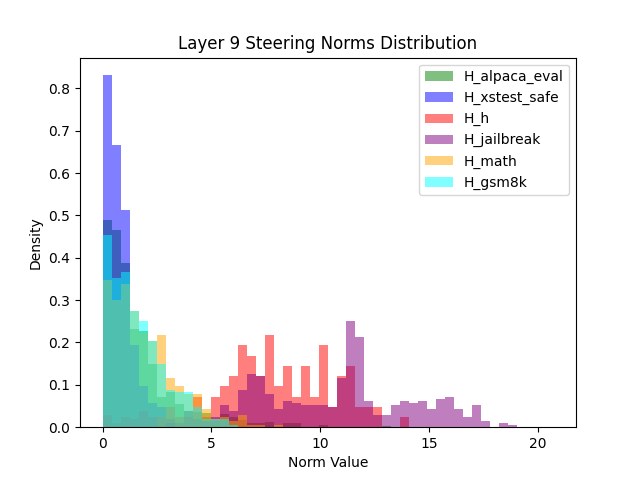 Layer 9 Steering Norms Distribution
H_alpaca_eval
H_xstest_safe
H_h
H_jailbreak
H_math
H_gsm8k
Density
0.8
0.7
0.6
0.5
0.4
0.3
0.2
0.1
0.0
0 5 10 15 20
Norm Value